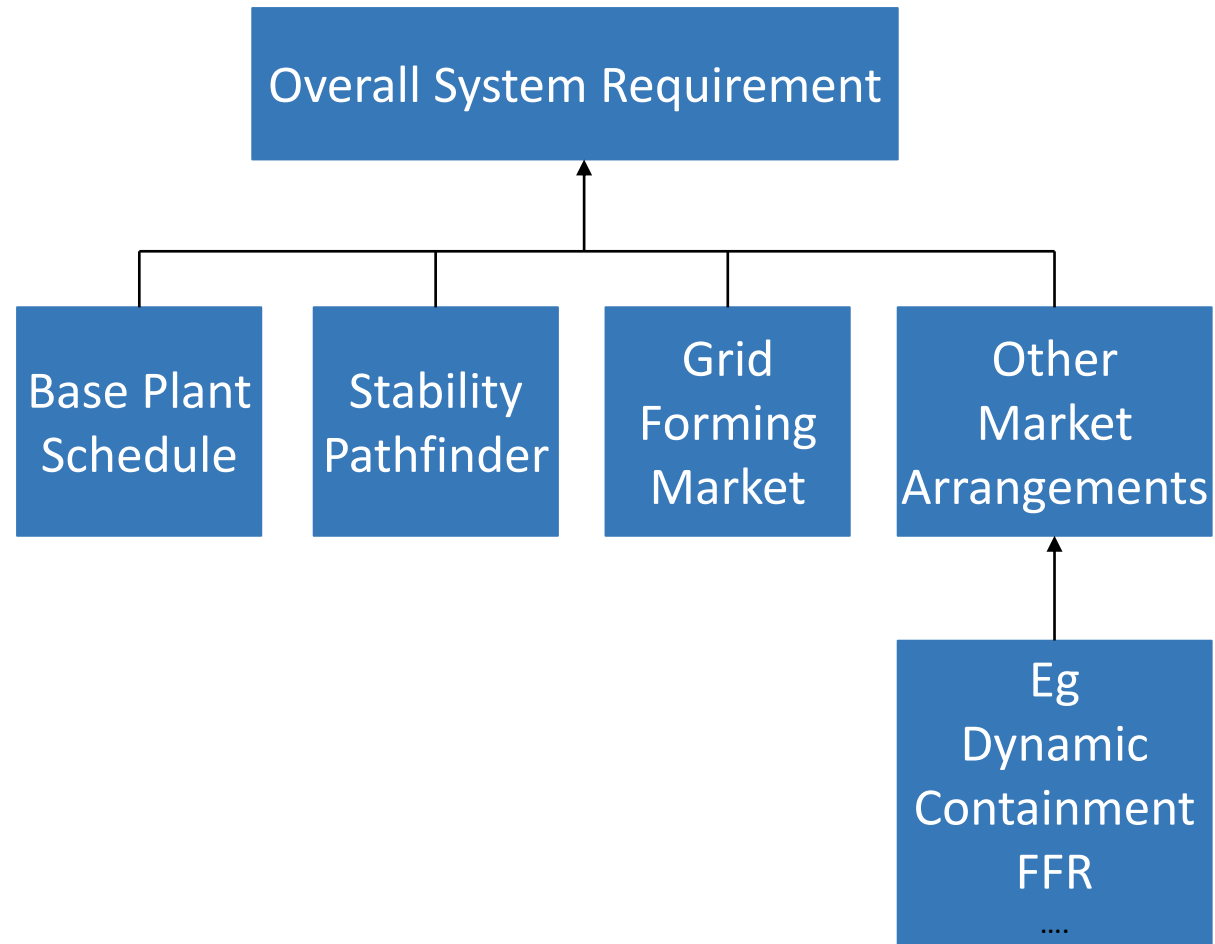 Overall System Requirement
Base Plant
Schedule
Stability
Pathfinder
Grid
Forming
Market
Other
Market
Arrangements
Eg
Dynamic
Containment
FFR
....